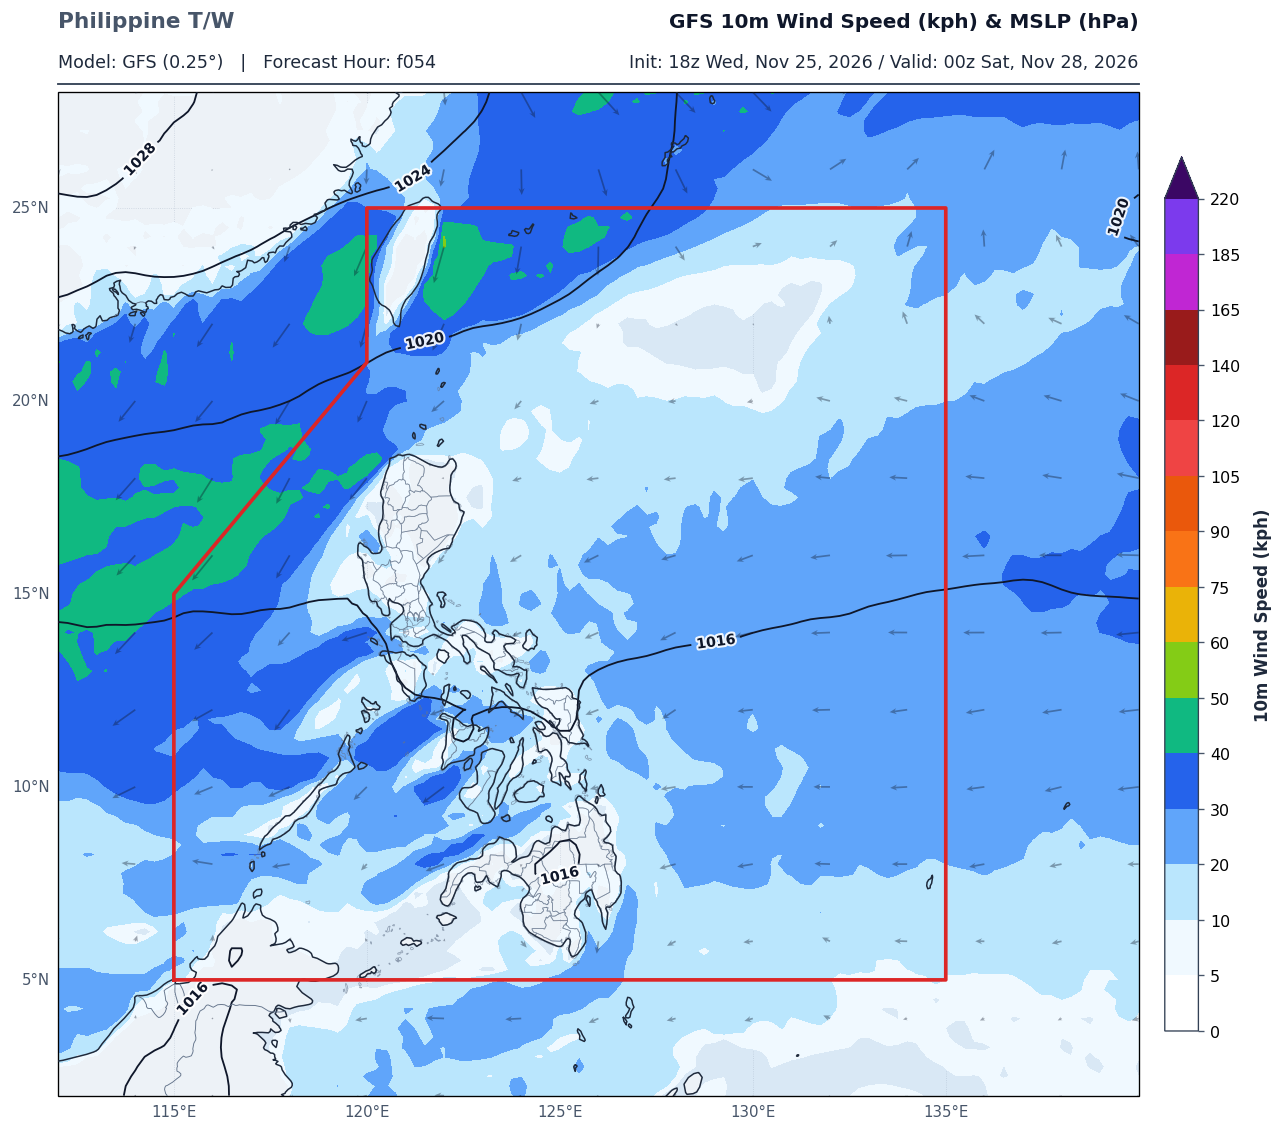 Philippine T/W
GFS 10m Wind Speed (kph) & MSLP (hPa)
Model: GFS (0.25°)   |   Forecast Hour: f054
Init: 18z Wed, Nov 25, 2026 / Valid: 00z Sat, Nov 28, 2026
1028
1024
1020
1020
1016
1016
1016
25°N
20°N
15°N
10°N
5°N
115°E
120°E
125°E
130°E
135°E
220
185
165
140
120
105
90
75
60
50
40
30
20
10
5
0
10m Wind Speed (kph)